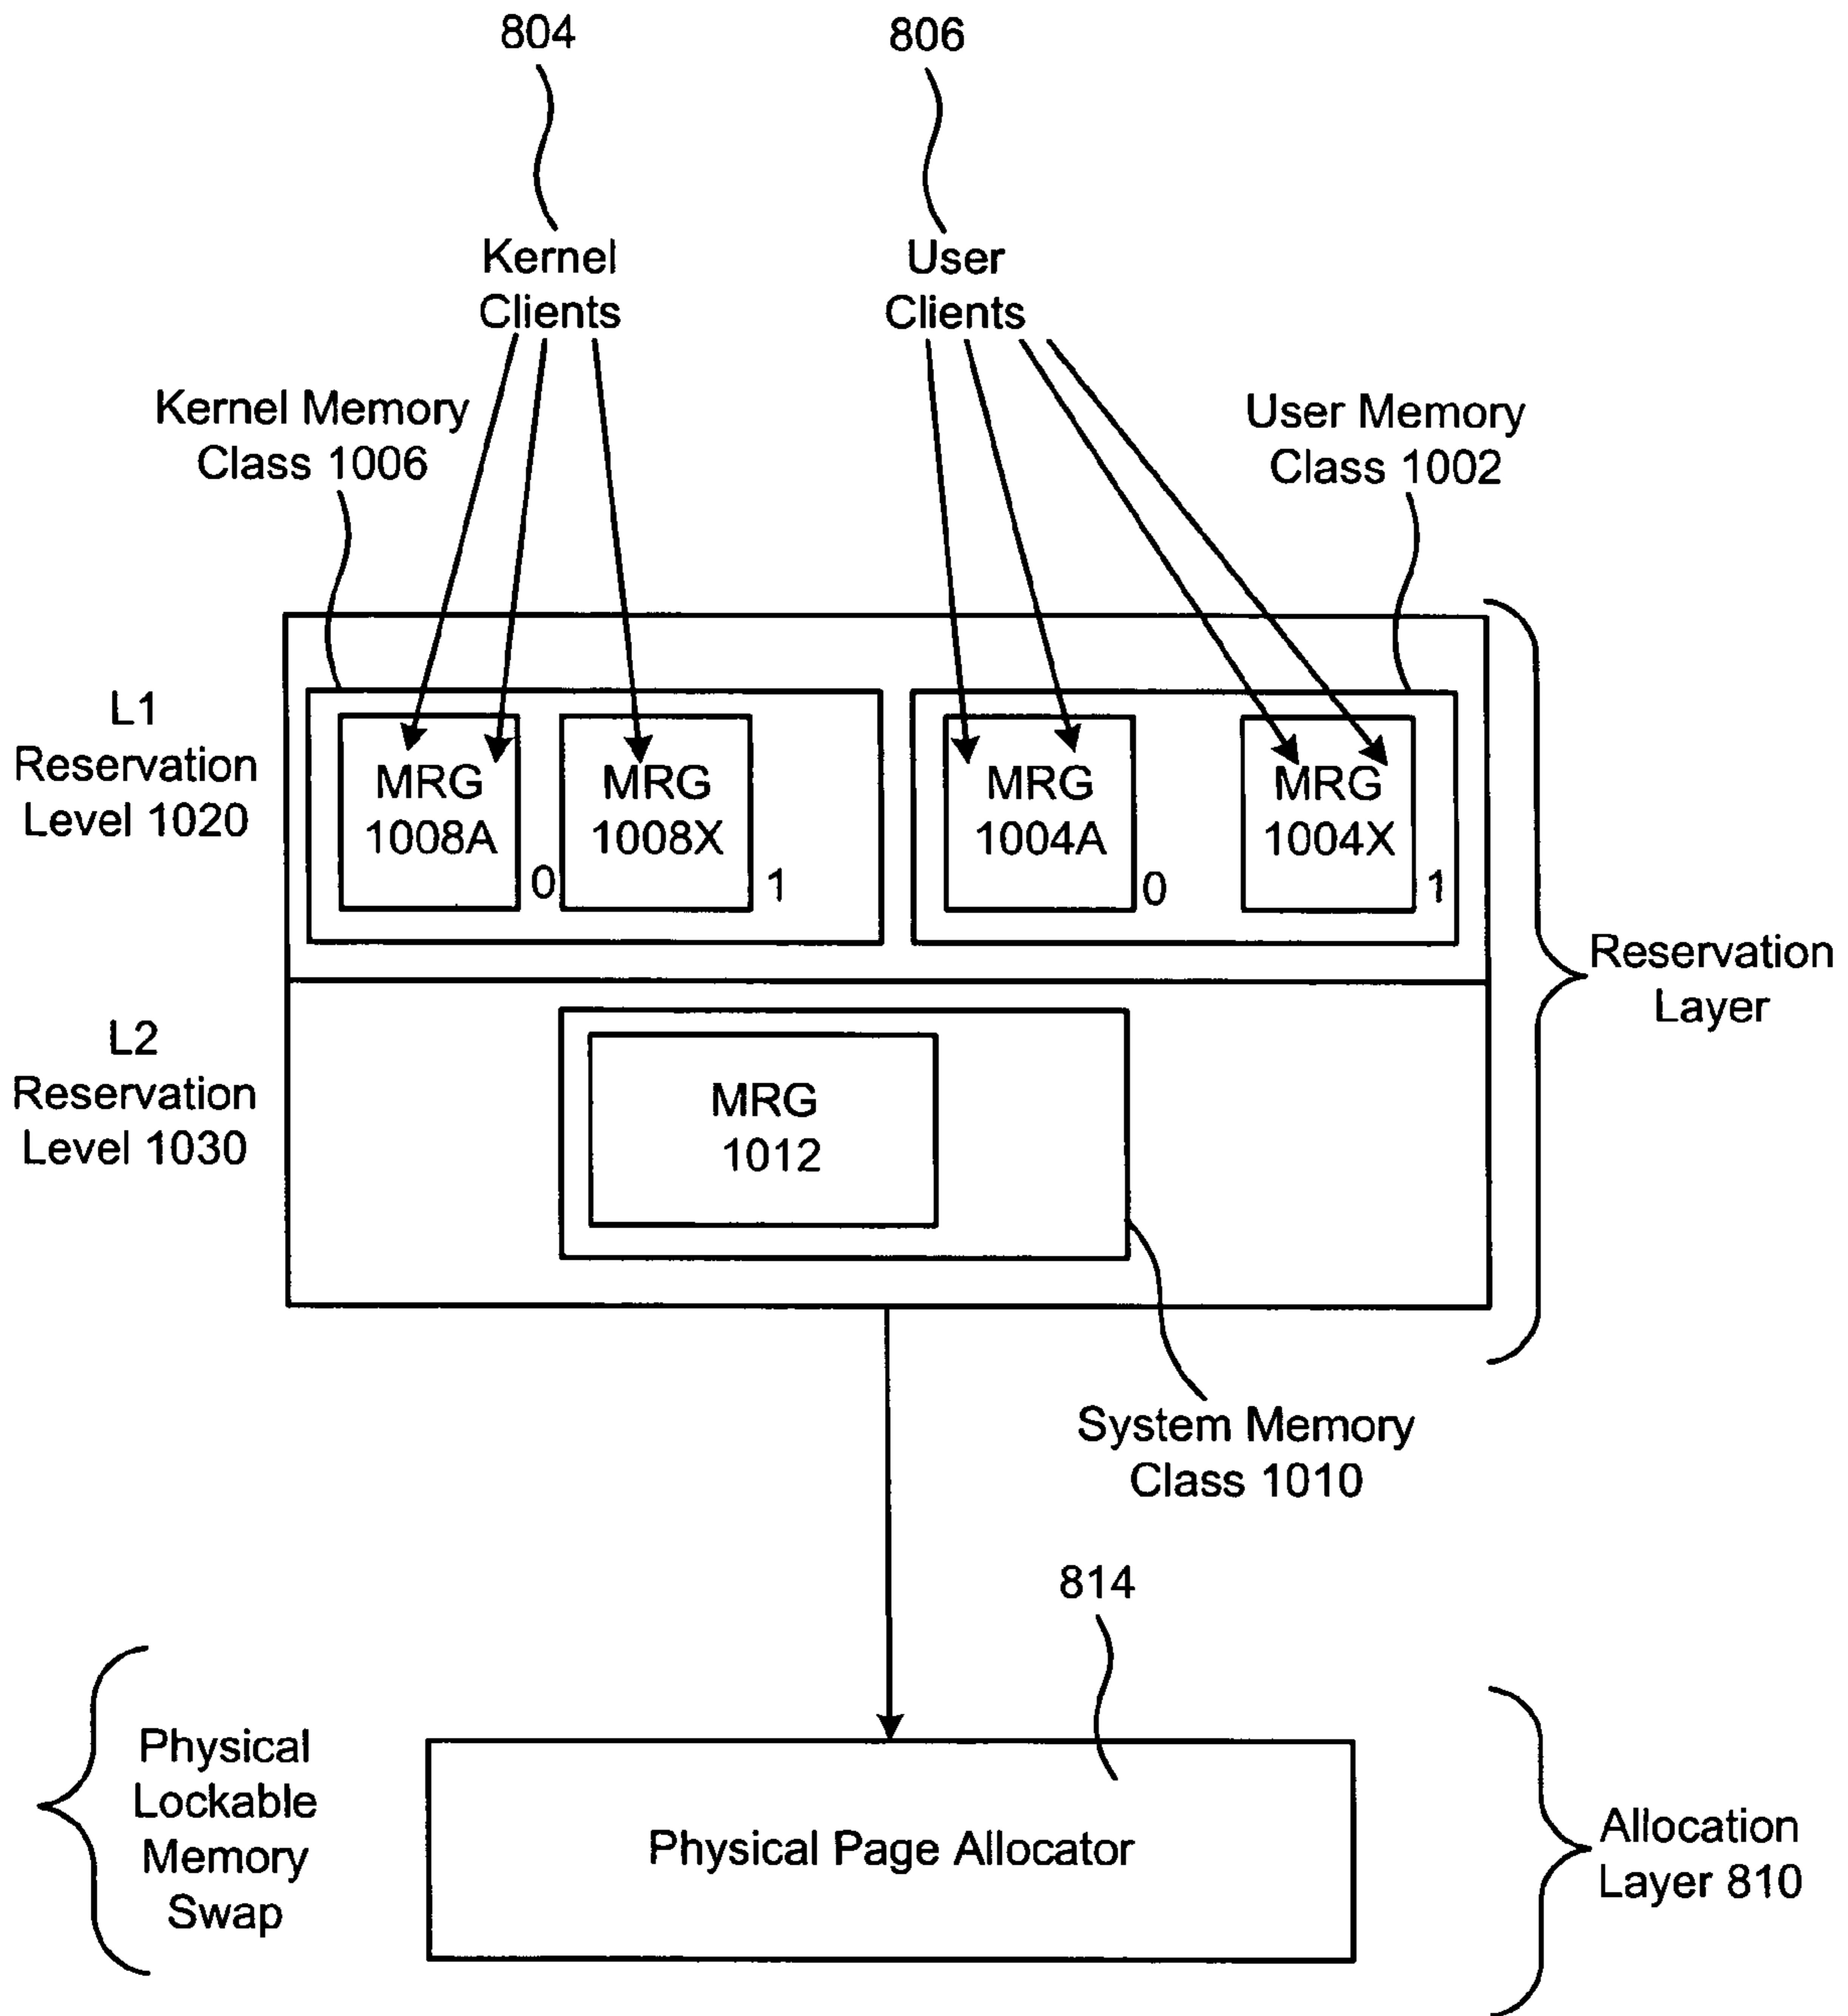 804
806
Kernel
Clients
User
Clients
Kernel Memory
Class 1006
User Memory
Class 1002
L1
Reservation
Level 1020
MRG
1008A
0
MRG
1008X
1
MRG
1004A
0
MRG
1004X
1
Reservation
Layer
L2
Reservation
Level 1030
MRG
1012
System Memory
Class 1010
814
Physical
Lockable
Memory
Swap
Physical Page Allocator
Allocation
Layer 810